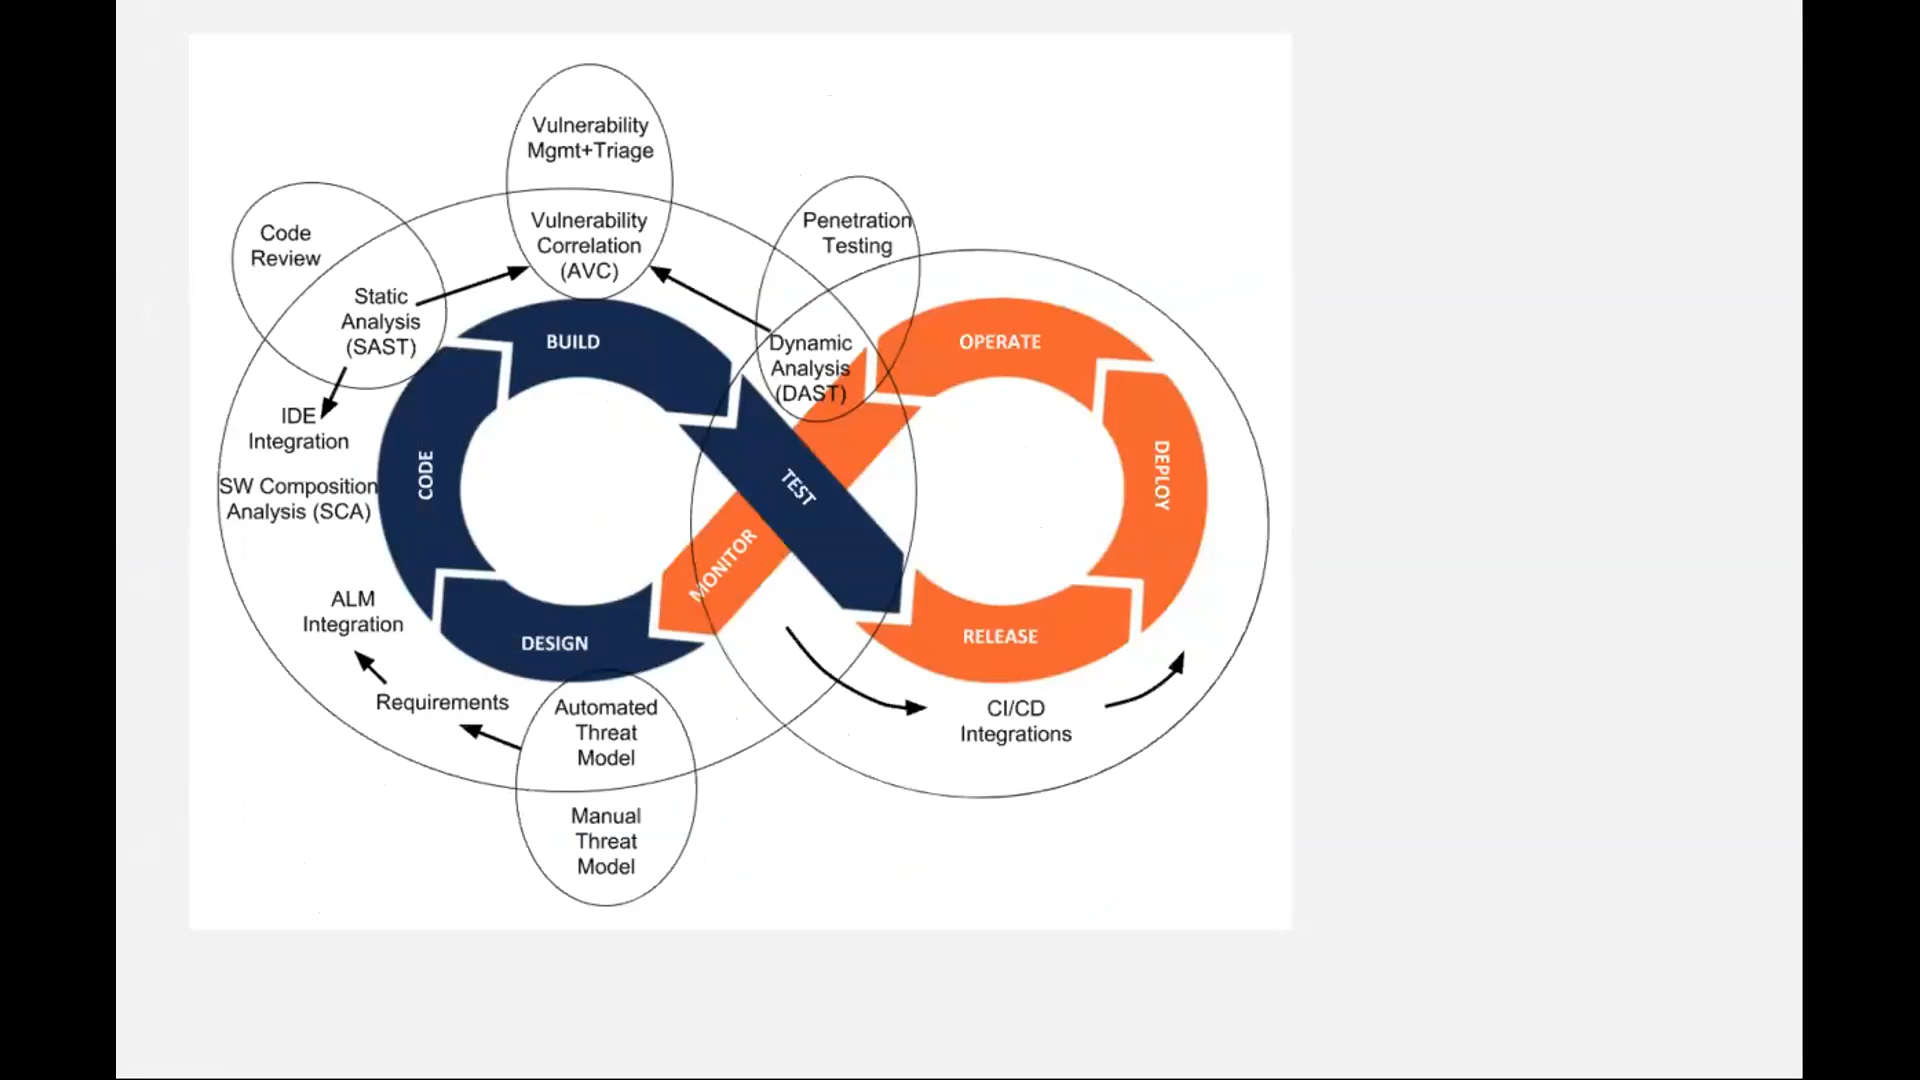 Vulnerability
Mgmt+Triage
Vulnerability
Correlation
(AVC)
Code
Review
Penetration
Testing
Static
Analysis
(SAST)
Dynamic
Analysis
(DAST)
BUILD
OPERATE
IDE
Integration
SW Composition
Analysis (SCA)
CODE
TEST
DEPLOY
MONITOR
ALM
Integration
DESIGN
RELEASE
Requirements
Automated
Threat
Model
CI/CD
Integrations
Manual
Threat
Model